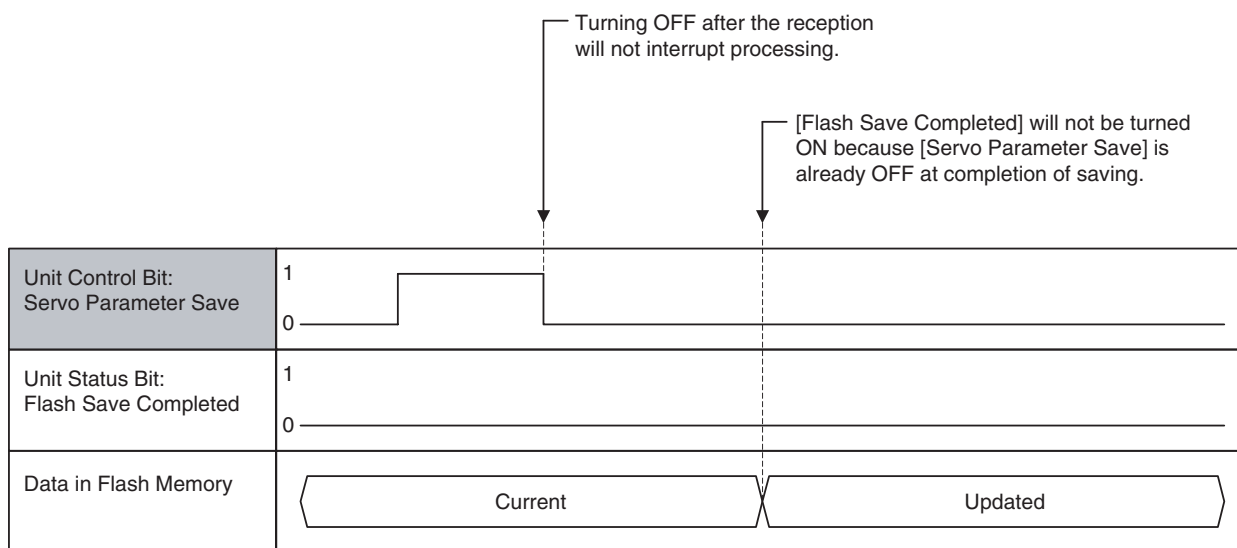 Turning OFF after the reception
will not interrupt processing.
[Flash Save Completed] will not be turned
ON because [Servo Parameter Save] is
already OFF at completion of saving.
Unit Control Bit:
Servo Parameter Save
1
0
Unit Status Bit:
Flash Save Completed
1
0
Data in Flash Memory
Current
Updated